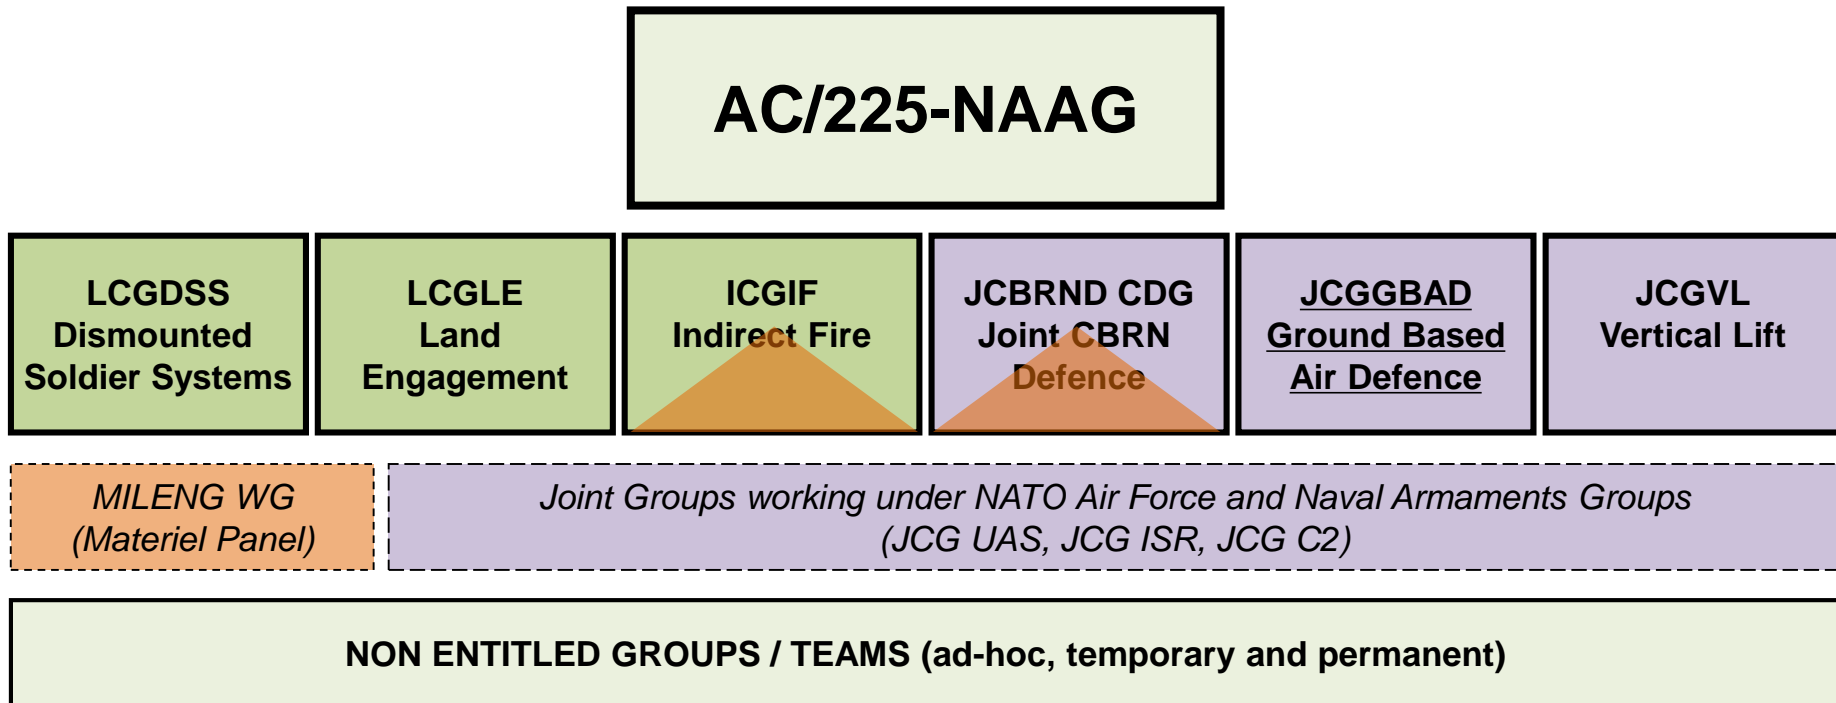 AC/225-NAAG
LCGDSS
Dismounted
Soldier Systems
LCGLE
Land
Engagement
ICGIF
Indirect Fire
JCBRND CDG
Joint CBRN
Defence
JCGGBAD
Ground Based
Air Defence
JCGVL
Vertical Lift
MILENG WG
(Materiel Panel)
Joint Groups working under NATO Air Force and Naval Armaments Groups
(JCG UAS, JCG ISR, JCG C2)
NON ENTITLED GROUPS / TEAMS (ad-hoc, temporary and permanent)